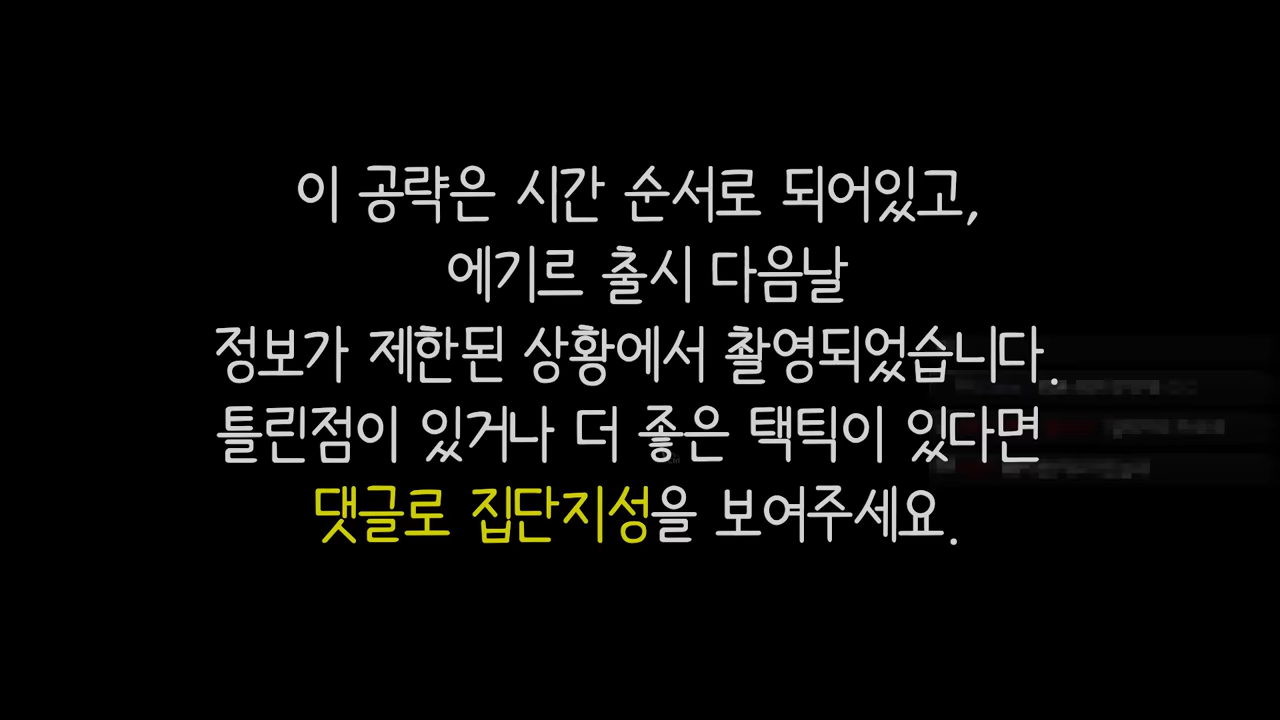 이 공략은 시간 순서로 되어있고,
에기르 출시 다음날
정보가 제한된 상황에서 촬영되었습니다.
틀린점이 있거나 더 좋은 택틱이 있다면
댓글로 집단지성을 보여주세요.